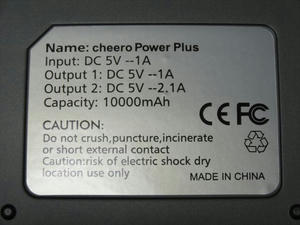 Name: cheero Power Plus
Input: DC 5V --1A
Output 1: DC 5V --1A
Output 2: DC 5V--2.1A
Capacity: 10000mAh
CE FC
CAUTION:
Do not crush,puncture,incinerate
or short external contact
Caution:risk of electric shock dry
location use only
MADE IN CHINA